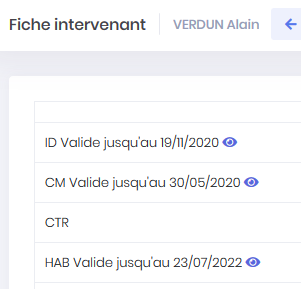 Fiche intervenant VERDUN Alain
ID Valide jusqu'au 19/11/2020
CM Valide jusqu'au 30/05/2020
CTR
HAB Valide jusqu'au 23/07/2022